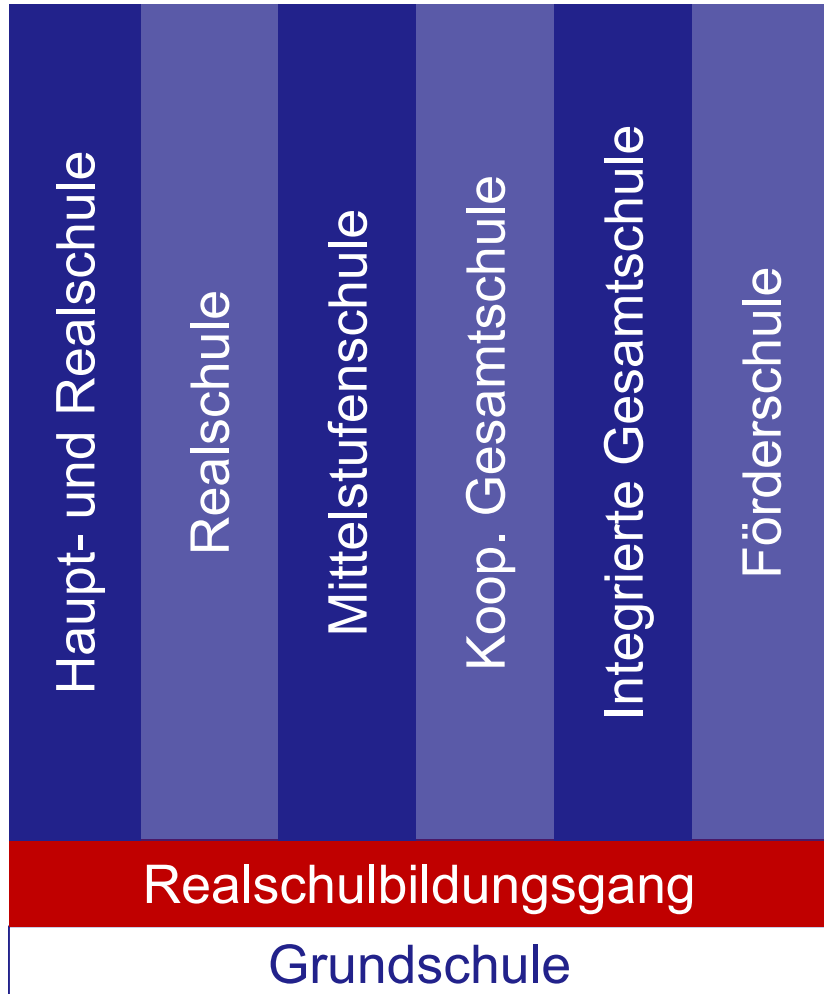 Haupt- und Realschule
Realschule
Mittelstufenschule
Koop. Gesamtschule
Integrierte Gesamtschule
Förderschule
Realschulbildungsgang
Grundschule